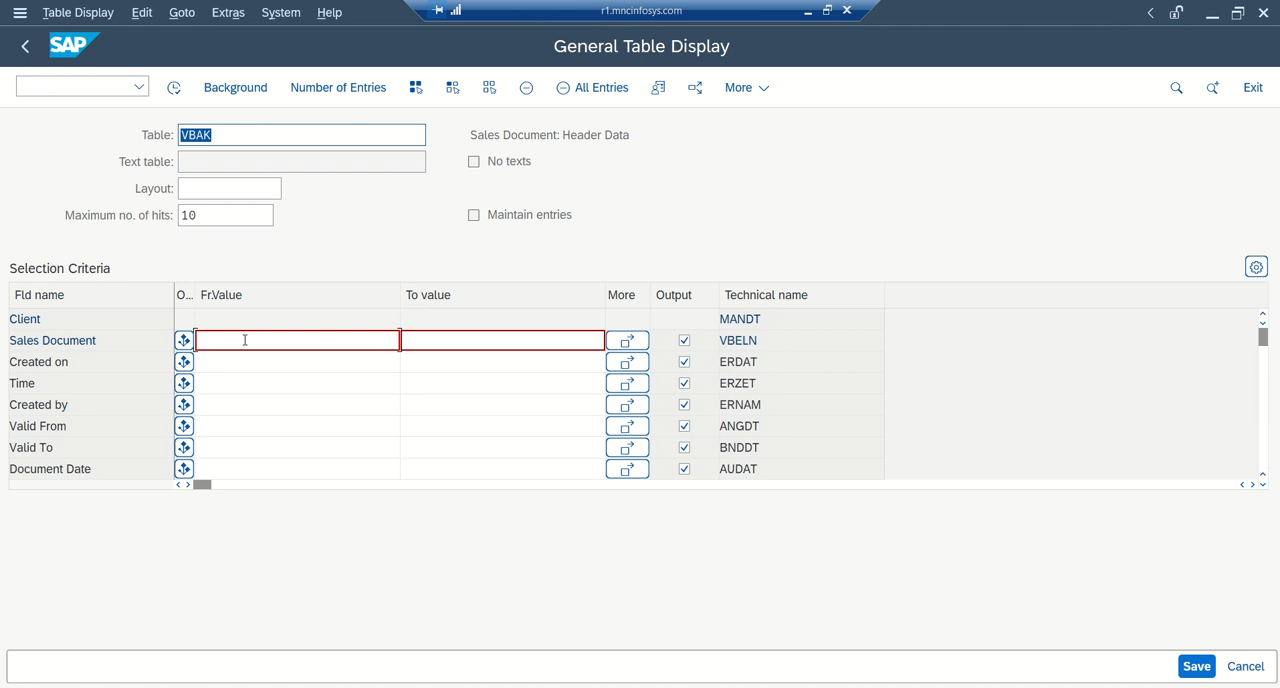 Table Display Edit Goto Extras System Help r1.mncinfosys.com
SAP General Table Display
Background Number of Entries All Entries More Exit
Table: VBAK Sales Document: Header Data
Text table: No texts
Layout:
Maximum no. of hits: 10 Maintain entries
Selection Criteria
Fld name O... Fr.Value To value More Output Technical name
Client MANDT
Sales Document VBELN
Created on ERDAT
Time ERZET
Created by ERNAM
Valid From ANGDT
Valid To BNDDT
Document Date AUDAT
Save Cancel